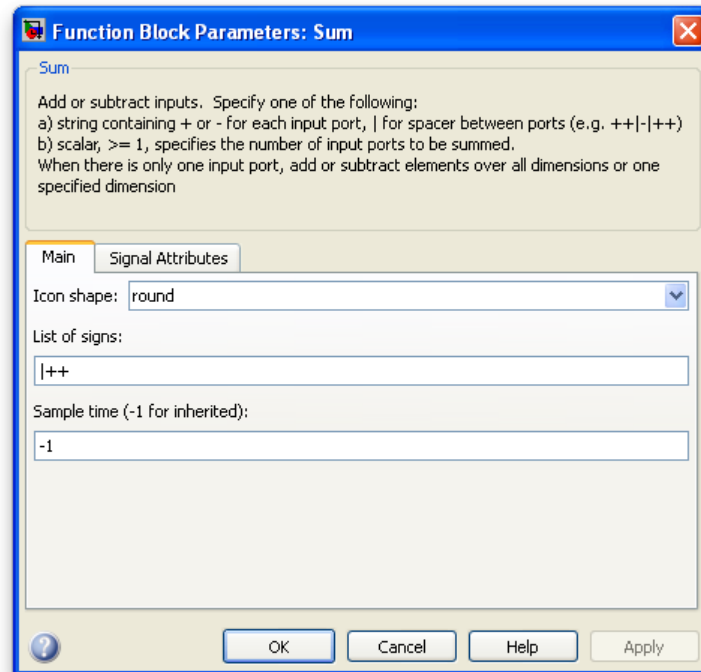 Function Block Parameters: Sum
Sum
Add or subtract inputs.  Specify one of the following:
a) string containing + or - for each input port, | for spacer between ports (e.g. ++|-|++)
b) scalar, >= 1, specifies the number of input ports to be summed.
When there is only one input port, add or subtract elements over all dimensions or one
specified dimension
Main
Signal Attributes
Icon shape: round
List of signs:
|++
Sample time (-1 for inherited):
-1
OK
Cancel
Help
Apply